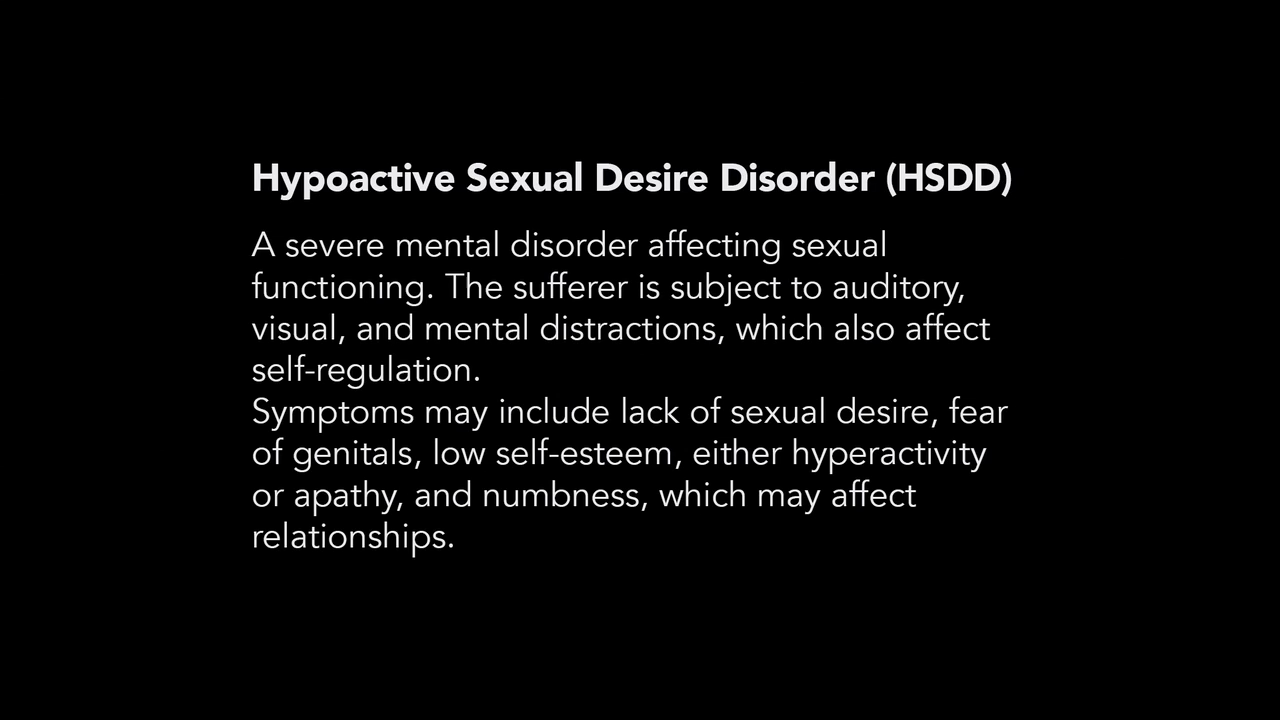 Hypoactive Sexual Desire Disorder (HSDD)
A severe mental disorder affecting sexual
functioning. The sufferer is subject to auditory,
visual, and mental distractions, which also affect
self-regulation.
Symptoms may include lack of sexual desire, fear
of genitals, low self-esteem, either hyperactivity
or apathy, and numbness, which may affect
relationships.